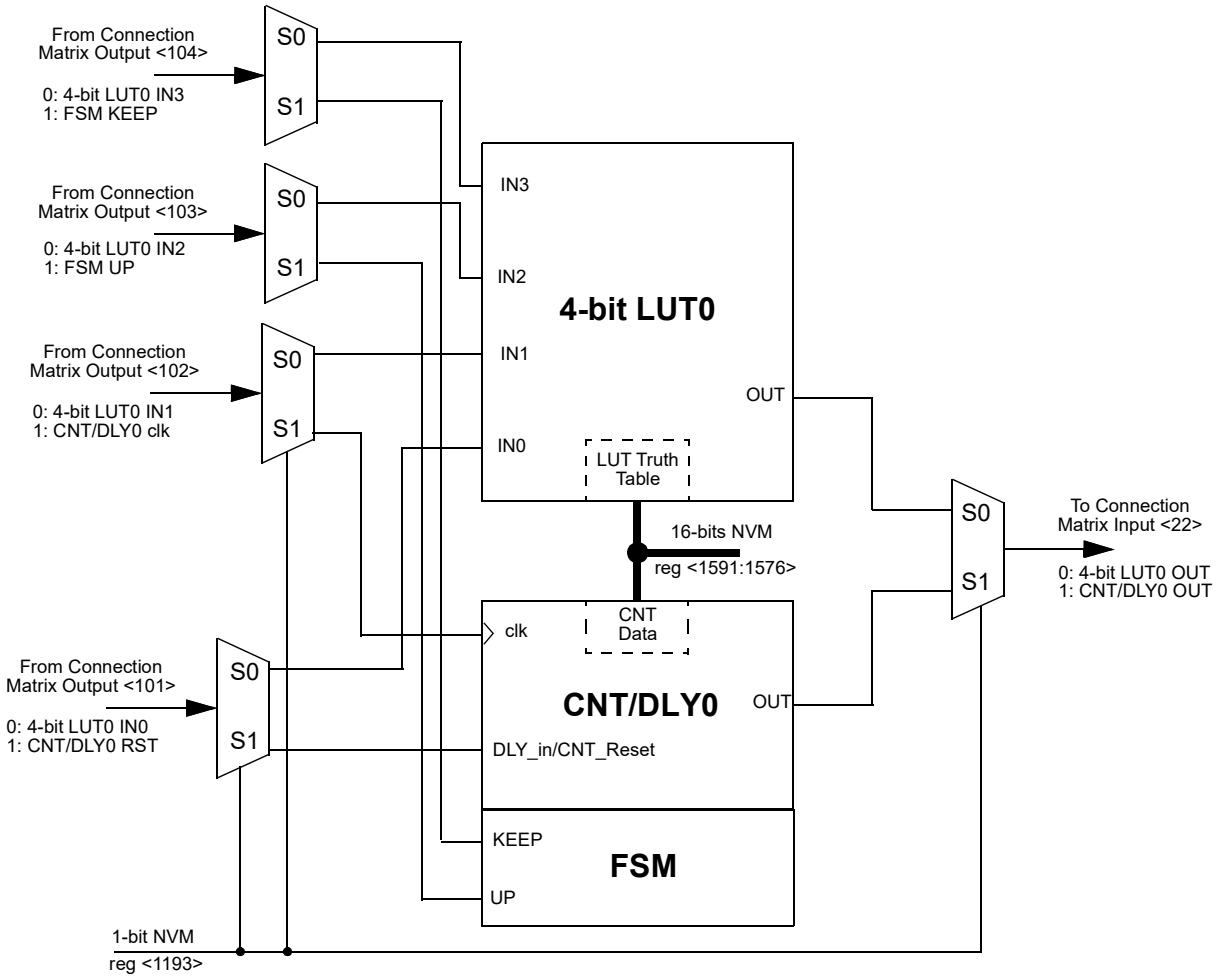 From Connection
Matrix Output <104>
0: 4-bit LUT0 IN3
1: FSM KEEP
S0
S1
From Connection
Matrix Output <103>
0: 4-bit LUT0 IN2
1: FSM UP
S0
S1
From Connection
Matrix Output <102>
0: 4-bit LUT0 IN1
1: CNT/DLY0 clk
S0
S1
From Connection
Matrix Output <101>
0: 4-bit LUT0 IN0
1: CNT/DLY0 RST
S0
S1
IN3
IN2
IN1
IN0
4-bit LUT0
OUT
LUT Truth
Table
16-bits NVM
reg <1591:1576>
clk
CNT
Data
CNT/DLY0
OUT
DLY_in/CNT_Reset
KEEP
FSM
UP
S0
S1
To Connection
Matrix Input <22>
0: 4-bit LUT0 OUT
1: CNT/DLY0 OUT
1-bit NVM
reg <1193>